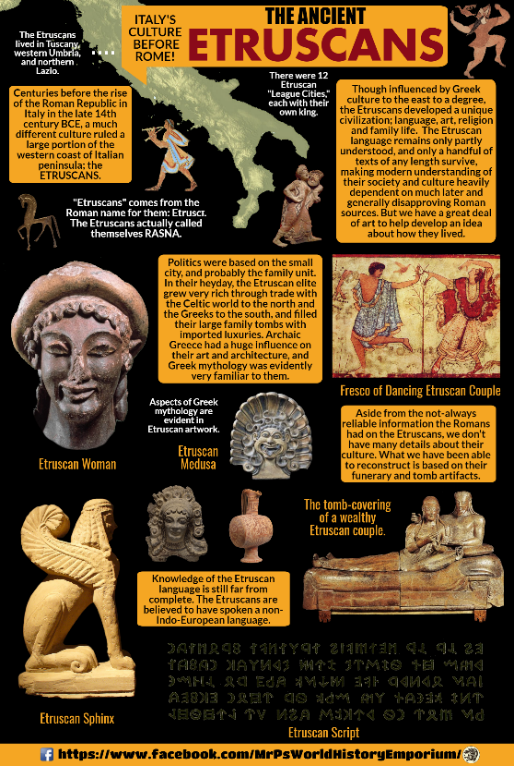 ITALY'S
CULTURE
BEFORE
ROME!
THE ANCIENT
ETRUSCANS
The Etruscans
lived in Tuscany,
western Umbria,
and northern
Lazio.
There were 12
Etruscan
"League Cities,"
each with their
own king.
Centuries before the rise
of the Roman Republic in
Italy in the late 14th
century BCE, a much
different culture ruled a
large portion of the
western coast of Italian
peninsula: the
ETRUSCANS.
Though influenced by Greek
culture to the east to a degree,
the Etruscans developed a unique
civilization; language, art, religion
and family life. The Etruscan
language remains only partly
understood, and only a handful of
texts of any length survive,
making modern understanding of
their society and culture heavily
dependent on much later and
generally disapproving Roman
sources. But we have a great deal
of art to help develop an idea
about how they lived.
"Etruscans" comes from the
Roman name for them: Etrusci.
The Etruscans actually called
themselves RASNA.
Politics were based on the small
city, and probably the family unit.
In their heyday, the Etruscan elite
grew very rich through trade with
the Celtic world to the north and
the Greeks to the south, and filled
their large family tombs with
imported luxuries. Archaic
Greece had a huge influence on
their art and architecture, and
Greek mythology was evidently
very familiar to them.
Fresco of Dancing Etruscan Couple
Aspects of Greek
mythology are
evident in
Etruscan artwork.
Etruscan
Medusa
Etruscan Woman
Aside from the not-always
reliable information the Romans
had on the Etruscans, we don't
have many details about their
culture. What we have been able
to reconstruct is based on their
funerary and tomb artifacts.
The tomb-covering
of a wealthy
Etruscan couple.
Knowledge of the Etruscan
language is still far from
complete. The Etruscans are
believed to have spoken a non-
Indo-European language.
Etruscan Sphinx
Etruscan Script
https://www.facebook.com/MrPsWorldHistoryEmporium/